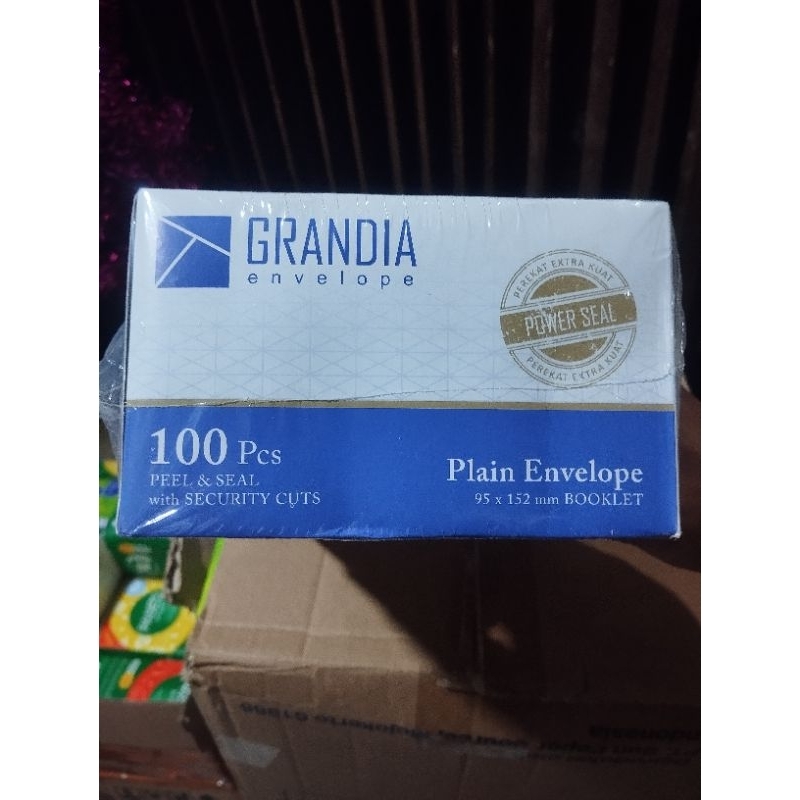 GRANDIA
envelope
PEREKAT EXTRA KUAT
POWER SEAL
PEREKAT EXTRA KUAT
100 Pcs
PEEL & SEAL
with SECURITY CUTS
Plain Envelope
95 x 152 mm BOOKLET